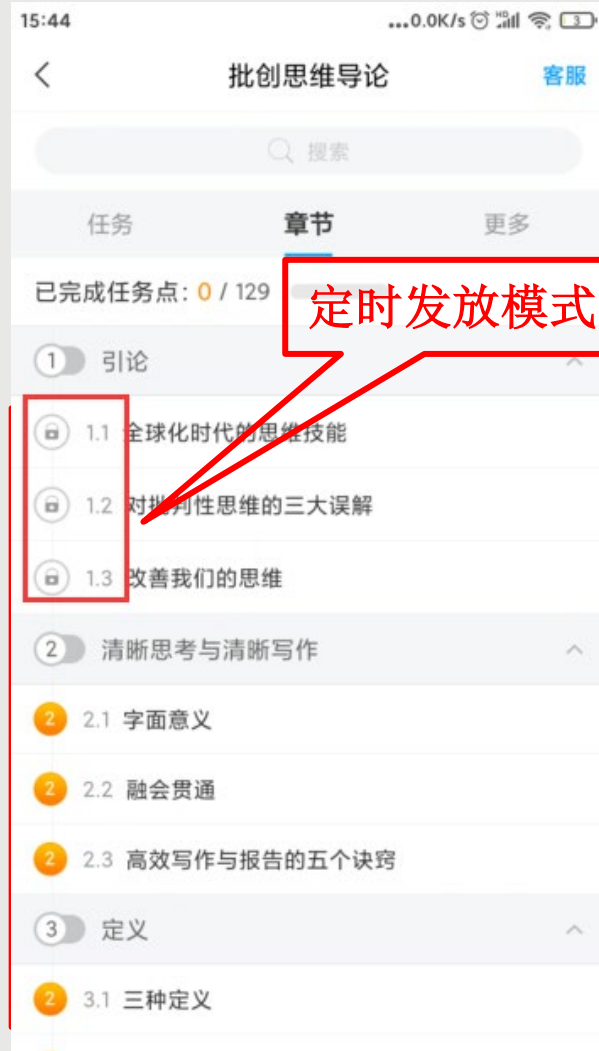 15:44
...0.0K/s HD 3
批创思维导论
客服
搜索
任务 章节 更多
已完成任务点: 0 / 129
定时发放模式
1 引论
1.1 全球化时代的思维技能
1.2 对批判性思维的三大误解
1.3 改善我们的思维
2 清晰思考与清晰写作
2 2.1 字面意义
2 2.2 融会贯通
2 2.3 高效写作与报告的五个诀窍
3 定义
2 3.1 三种定义